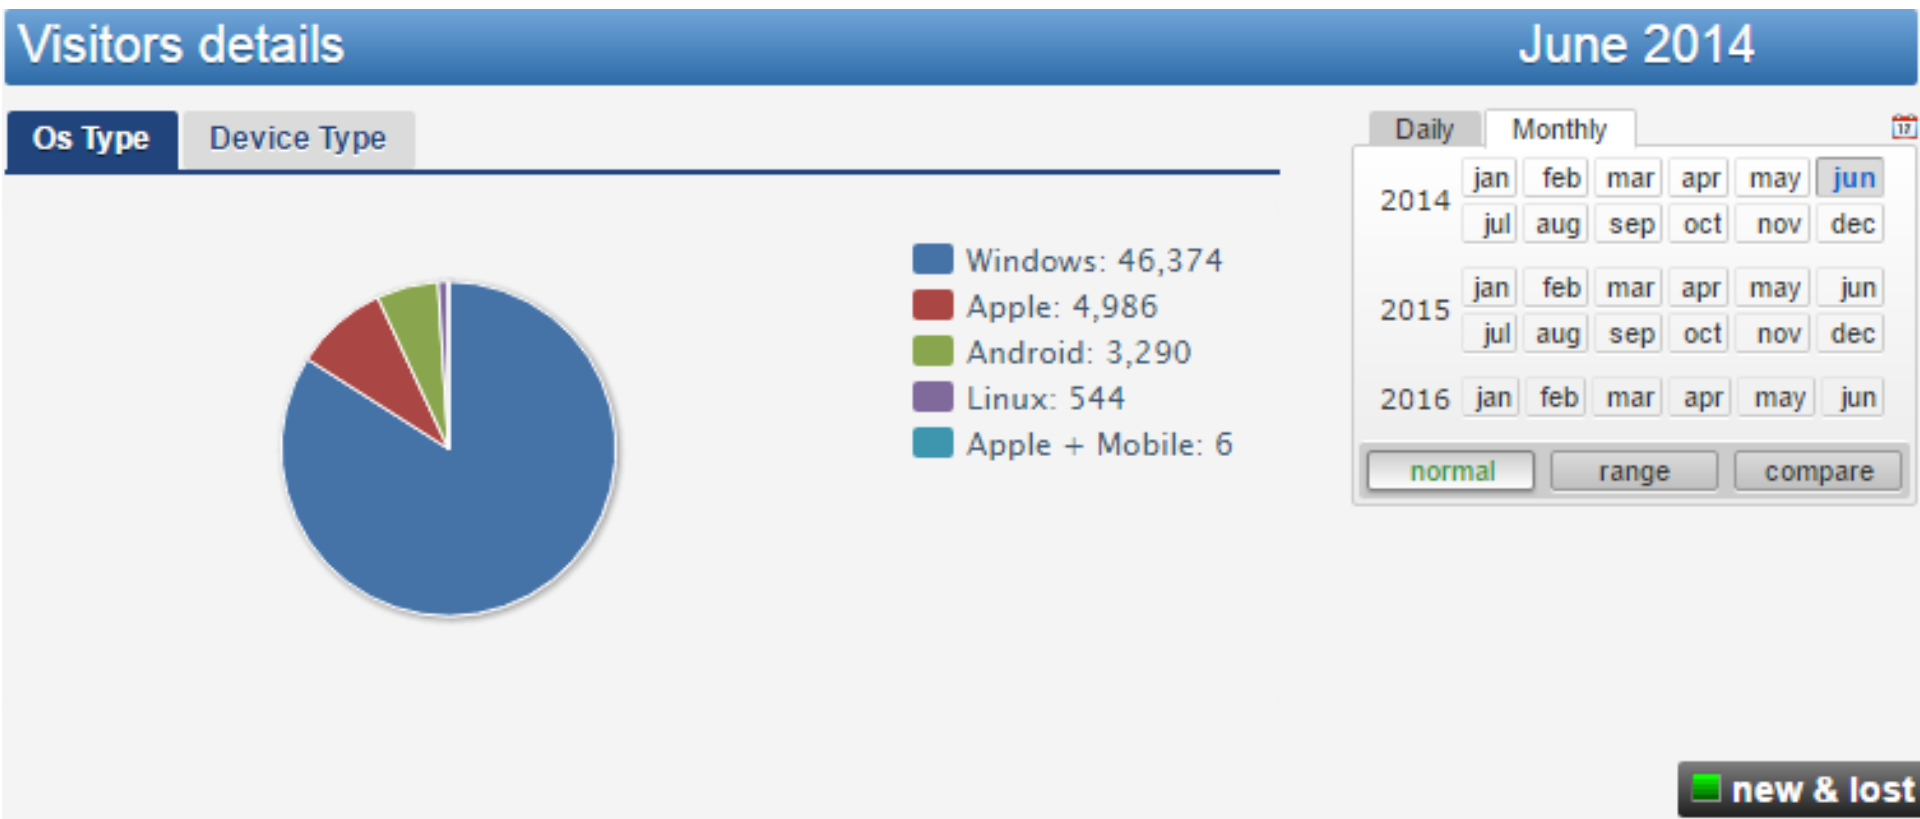 Visitors details June 2014
Os Type Device Type
Windows: 46,374
Apple: 4,986
Android: 3,290
Linux: 544
Apple + Mobile: 6
Daily Monthly
17
2014 jan feb mar apr may jun
jul aug sep oct nov dec
2015 jan feb mar apr may jun
jul aug sep oct nov dec
2016 jan feb mar apr may jun
normal range compare
new & lost